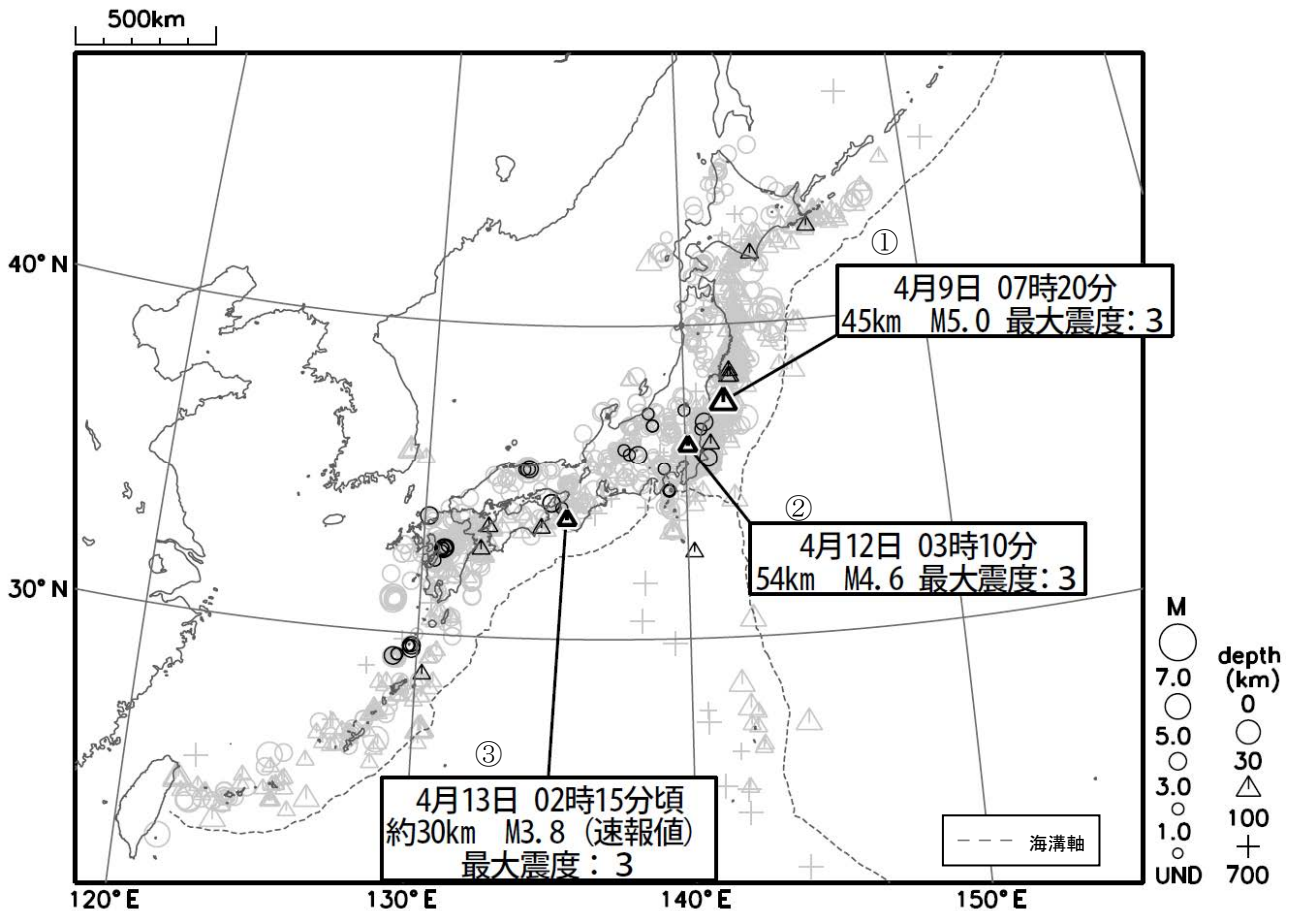 500km
40°N
30°N
120°E
130°E
140°E
150°E
①
4月9日 07時20分
45km M5.0 最大震度：3
②
4月12日 03時10分
54km M4.6 最大震度：3
③
4月13日 02時15分頃
約30km M3.8（速報値）
最大震度：3
海溝軸
M
7.0
5.0
3.0
1.0
UND
depth
(km)
0
30
100
700